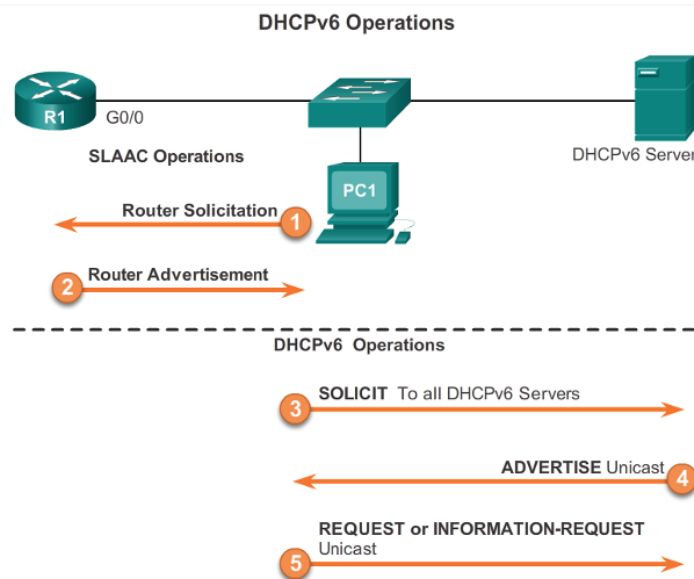 DHCPv6 Operations
R1
G0/0
DHCPv6 Server
SLAAC Operations
PC1
Router Solicitation
1
2
Router Advertisement
DHCPv6 Operations
3
SOLICIT To all DHCPv6 Servers
ADVERTISE Unicast
4
REQUEST or INFORMATION-REQUEST
Unicast
5